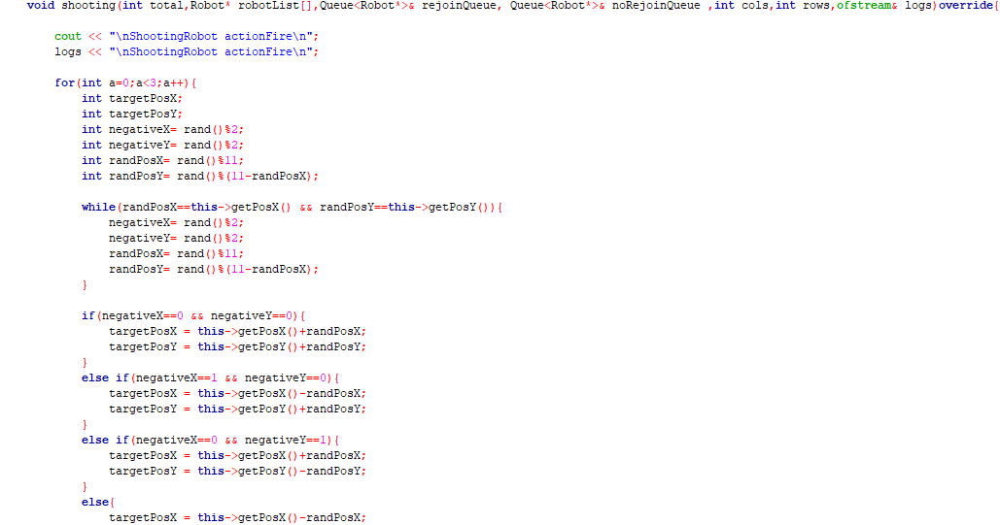 void shooting(int total,Robot* robotList[],Queue<Robot*>& rejoinQueue, Queue<Robot*>& noRejoinQueue ,int cols,int rows,ofstream& logs)override{
cout << "\nShootingRobot actionFire\n";
logs << "\nShootingRobot actionFire\n";
for(int a=0;a<3;a++){
int targetPosX;
int targetPosY;
int negativeX= rand()%2;
int negativeY= rand()%2;
int randPosX= rand()%11;
int randPosY= rand()%(11-randPosX);
while(randPosX==this->getPosX() && randPosY==this->getPosY()){
negativeX= rand()%2;
negativeY= rand()%2;
randPosX= rand()%11;
randPosY= rand()%(11-randPosX);
}
if(negativeX==0 && negativeY==0){
targetPosX = this->getPosX()+randPosX;
targetPosY = this->getPosY()+randPosY;
}
else if(negativeX==1 && negativeY==0){
targetPosX = this->getPosX()-randPosX;
targetPosY = this->getPosY()+randPosY;
}
else if(negativeX==0 && negativeY==1){
targetPosX = this->getPosX()+randPosX;
targetPosY = this->getPosY()-randPosY;
}
else{
targetPosX = this->getPosX()-randPosX;